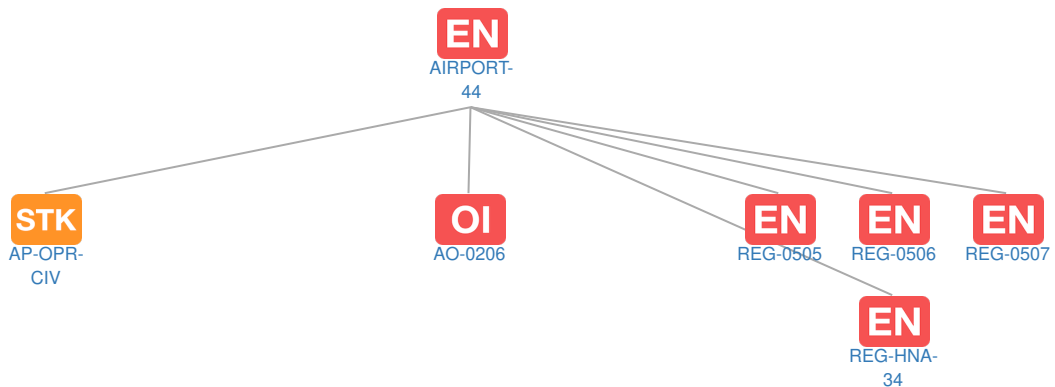 EN
AIRPORT-
44
STK
AP-OPR-
CIV
OI
AO-0206
EN
REG-0505
EN
REG-0506
EN
REG-0507
EN
REG-HNA-
34